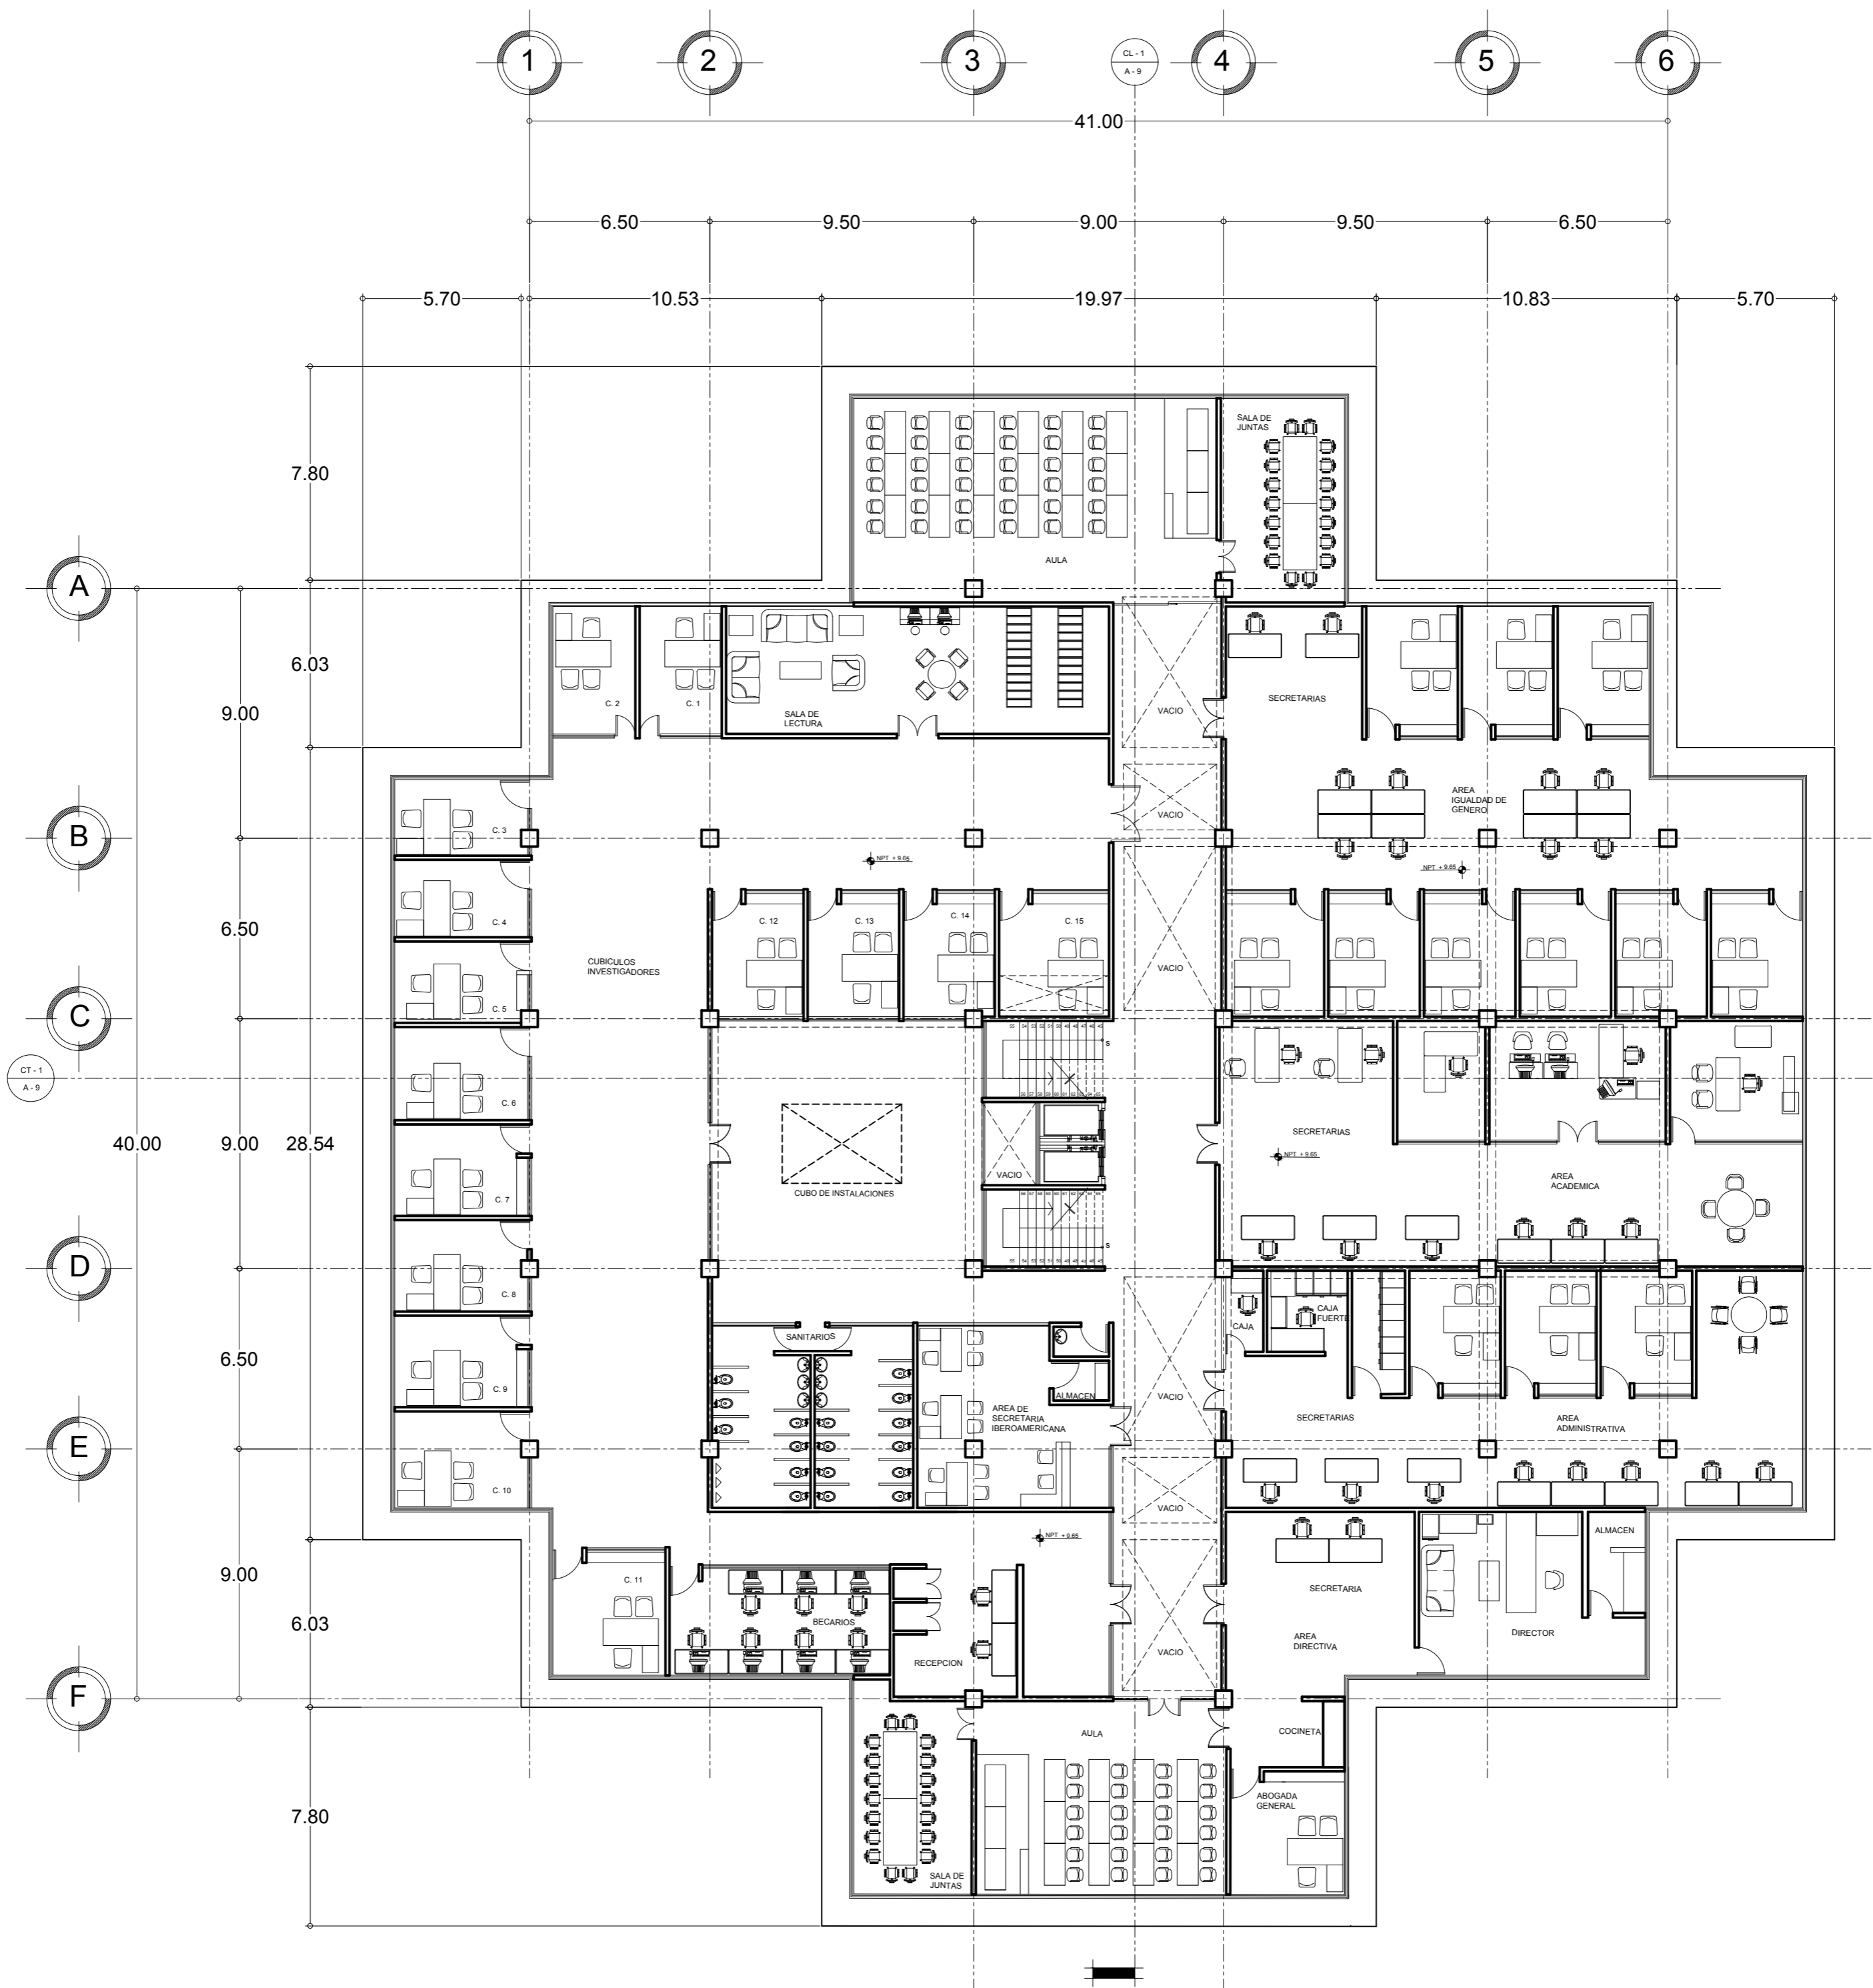 1
2
3
CL - 1
A - 9
4
5
6
41.00
6.50
9.50
9.00
9.50
6.50
5.70
10.53
19.97
10.83
5.70
7.80
SALA DE
JUNTAS
AULA
A
6.03
9.00
C. 2
C. 1
SALA DE
LECTURA
VACIO
SECRETARIAS
AREA
IGUALDAD DE
GENERO
B
C. 3
VACIO
NPT + 9.65
NPT + 9.65
6.50
C. 4
C. 12
C. 13
C. 14
C. 15
CUBICULOS
INVESTIGADORES
VACIO
C
C. 5
S
CT - 1
A - 9
C. 6
SECRETARIAS
40.00
9.00
28.54
NPT + 9.65
VACIO
CUBO DE INSTALACIONES
AREA
ACADEMICA
C. 7
S
D
C. 8
SANITARIOS
CAJA
CAJA
FUERTE
6.50
C. 9
ALMACEN
VACIO
AREA DE
SECRETARIA
IBEROAMERICANA
SECRETARIAS
AREA
ADMINISTRATIVA
E
C. 10
VACIO
NPT + 9.65
ALMACEN
9.00
C. 11
SECRETARIA
6.03
BECARIOS
DIRECTOR
AREA
DIRECTIVA
RECEPCION
VACIO
F
AULA
COCINETA
ABOGADA
GENERAL
7.80
SALA DE
JUNTAS